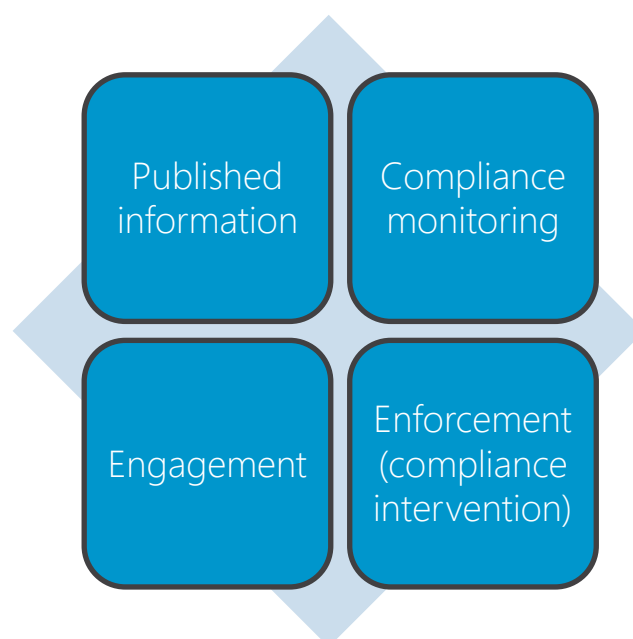 Published
information
Compliance
monitoring
Engagement
Enforcement
(compliance
intervention)